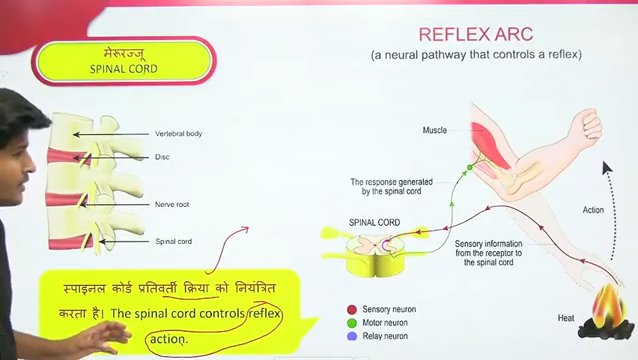 मेरूरज्जू
SPINAL CORD
Vertebral body
Disc
Nerve root
Spinal cord
स्पाइनल कोर्ड प्रतिवर्ती क्रिया को नियंत्रित
करता है। The spinal cord controls reflex
action.
REFLEX ARC
(a neural pathway that controls a reflex)
Muscle
The response generated
by the spinal cord
SPINAL CORD
Action
Sensory information
from the receptor to
the spinal cord
Heat
Sensory neuron
Motor neuron
Relay neuron